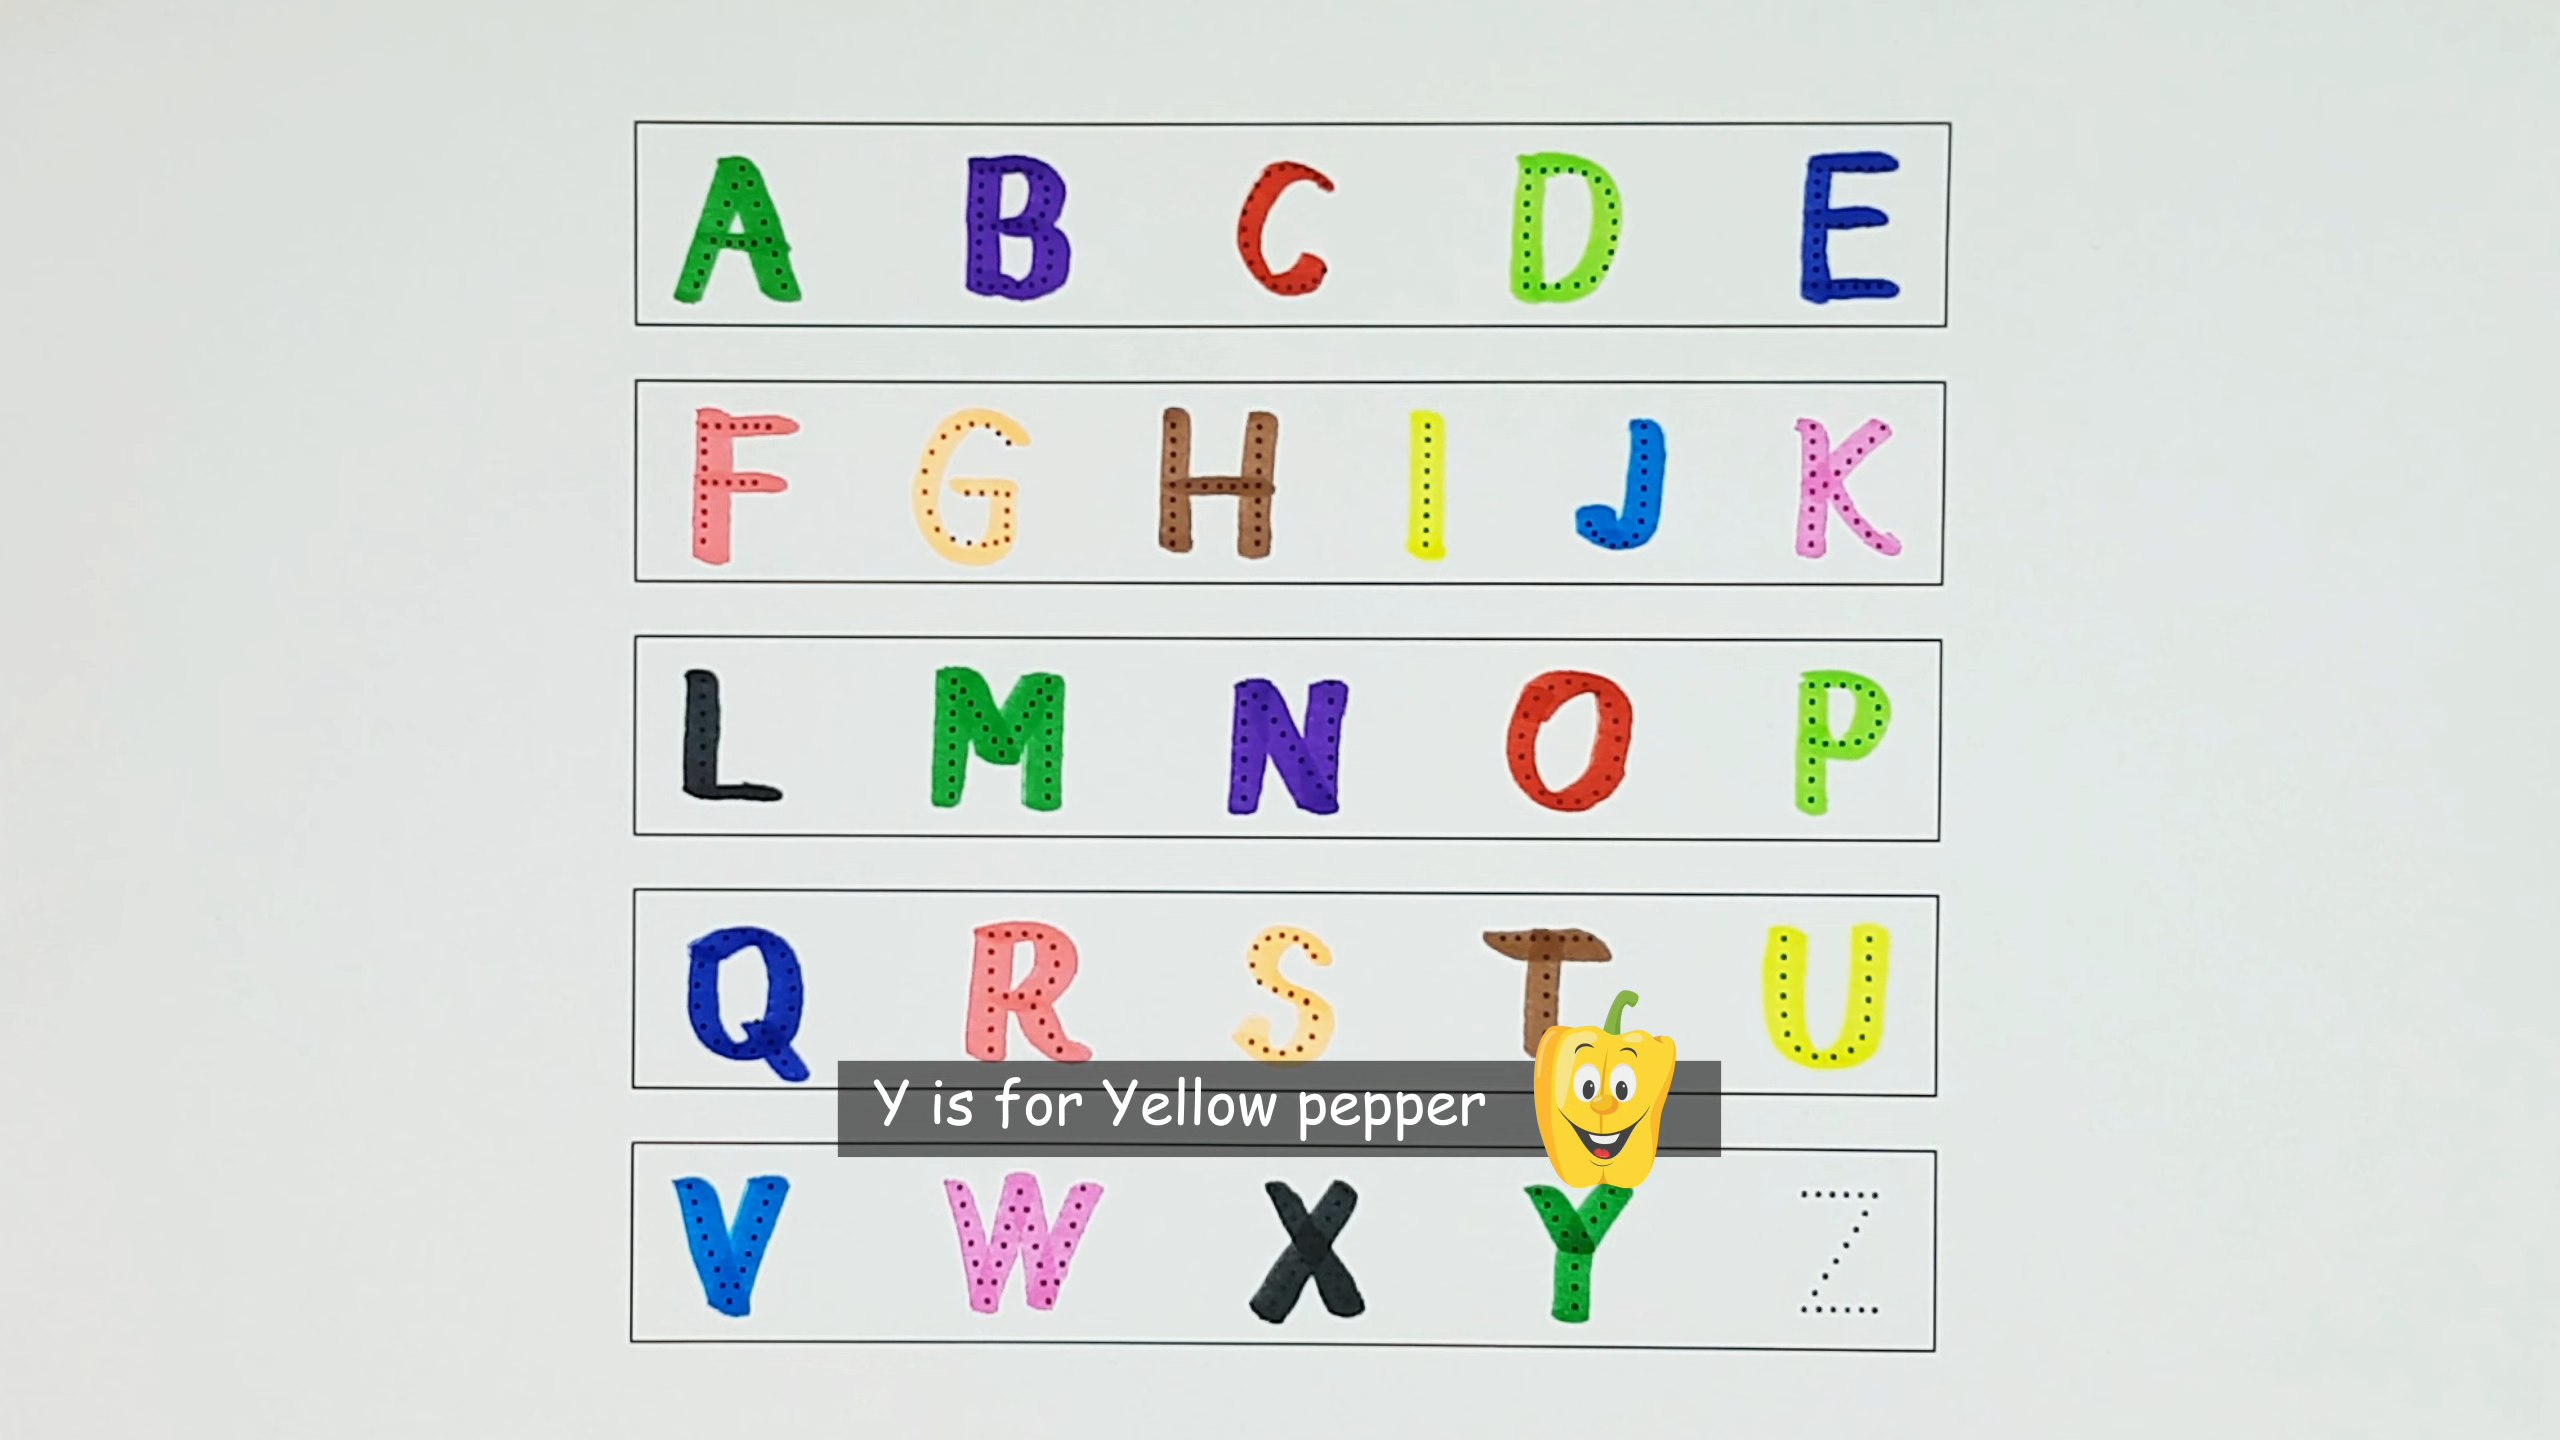 A B C D E
F G H I J K
L M N O P
Q R S T U
Y is for Yellow pepper
V W X Y Z